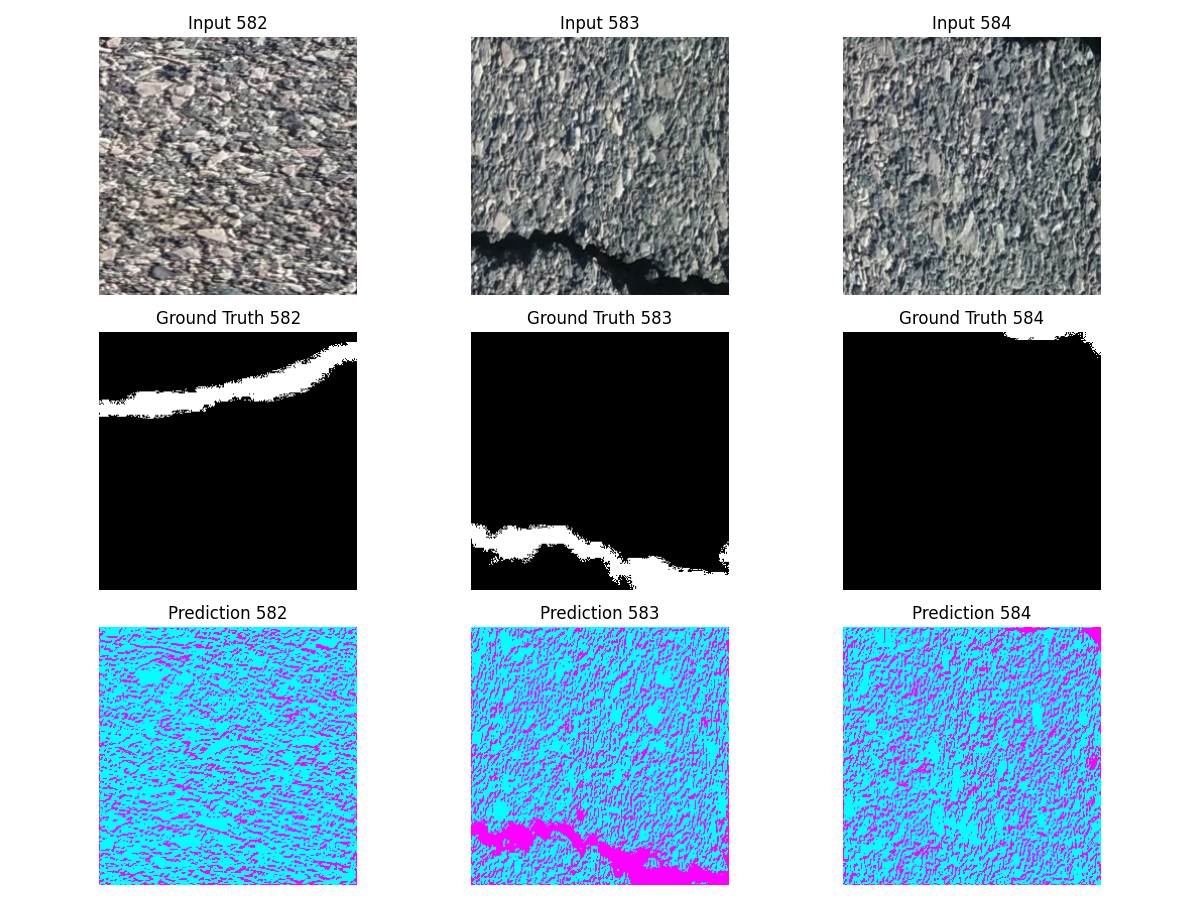 Input 582
Input 583
Input 584
Ground Truth 582
Ground Truth 583
Ground Truth 584
Prediction 582
Prediction 583
Prediction 584